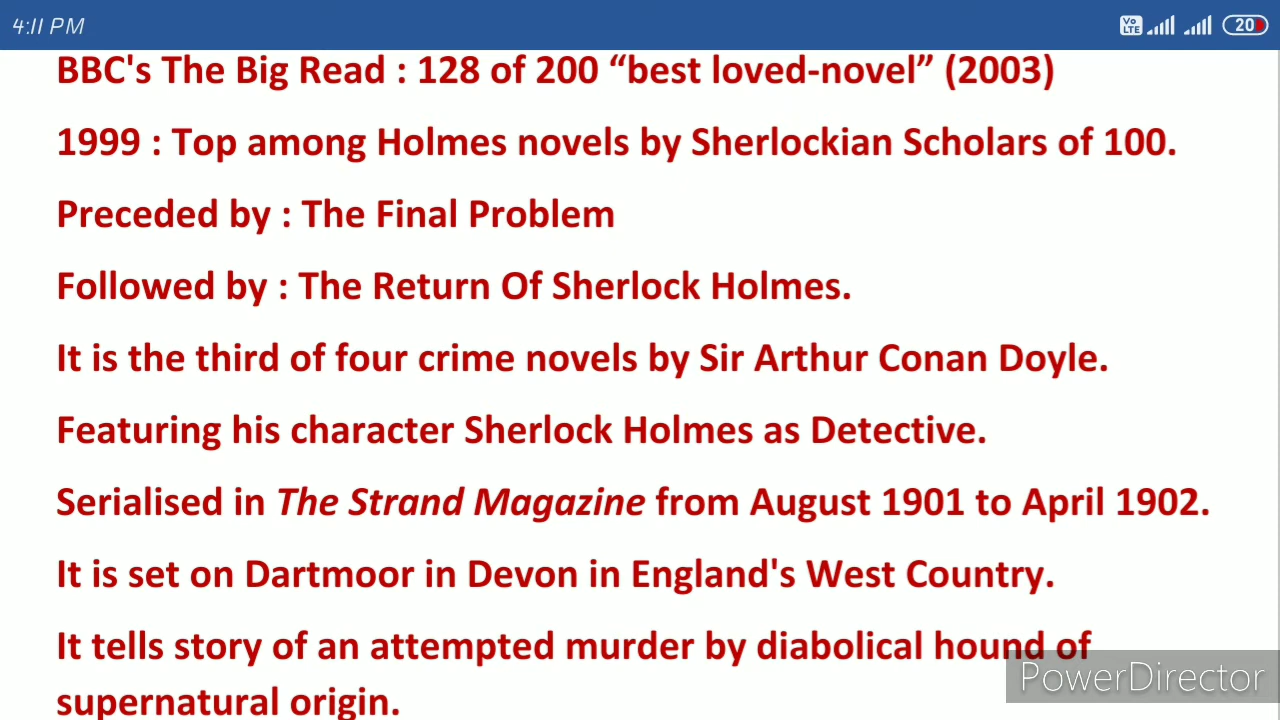 4:11 PM
Vo LTE
20
BBC's The Big Read : 128 of 200 “best loved-novel” (2003)
1999 : Top among Holmes novels by Sherlockian Scholars of 100.
Preceded by : The Final Problem
Followed by : The Return Of Sherlock Holmes.
It is the third of four crime novels by Sir Arthur Conan Doyle.
Featuring his character Sherlock Holmes as Detective.
Serialised in The Strand Magazine from August 1901 to April 1902.
It is set on Dartmoor in Devon in England's West Country.
It tells story of an attempted murder by diabolical hound of
supernatural origin.
PowerDirector